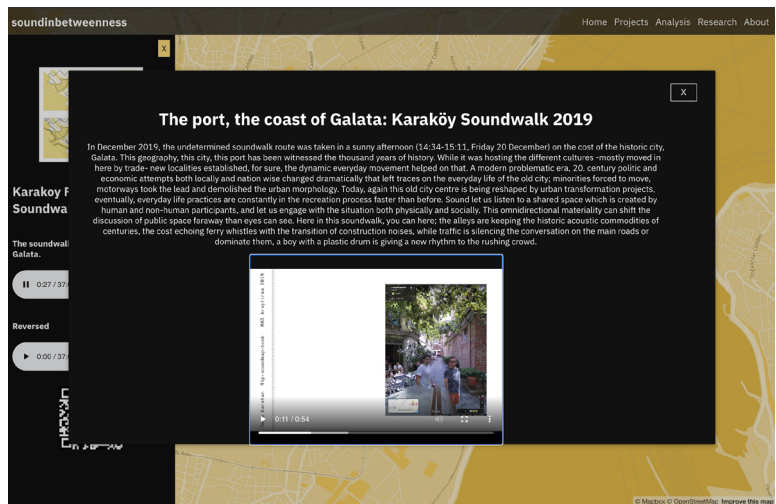 soundinbetweenness
Home Projects Analysis Research About
X
X
The port, the coast of Galata: Karaköy Soundwalk 2019
In December 2019, the undetermined soundwalk route was taken in a sunny afternoon (14:34-15:11, Friday 20 December) on the cost of the historic city,
Galata. This geography, this city, this port has been witnessed the thousand years of history. While it was hosting the different cultures -mostly moved in
here by trade- new localities established, for sure, the dynamic everyday movement helped on that. A modern problematic era, 20. century politic and
economic attempts both locally and nation wise changed dramatically that left traces on the everyday life of the old city; minorities forced to move,
motorways took the lead and demolished the urban morphology. Today, again this old city centre is being reshaped by urban transformation projects,
eventually, everyday life practices are constantly in the recreation process faster than before. Sound let us listen to a shared space which is created by
human and non-human participants, and let us engage with the situation both physically and socially. This omnidirectional materiality can shift the
discussion of public space faraway than eyes can see. Here in this soundwalk, you can here; the alleys are keeping the historic acoustic commodities of
centuries, the cost echoing ferry whistles with the transition of construction noises, while traffic is silencing the conversation on the main roads or
dominate them, a boy with a plastic drum is giving a new rhythm to the rushing crowd.
Karakoy
Soundwa
The soundwal
Galata.
0:27 / 37:
Reversed
0:00 / 37:
0:11 / 0:54
© Mapbox © OpenStreetMap Improve this map